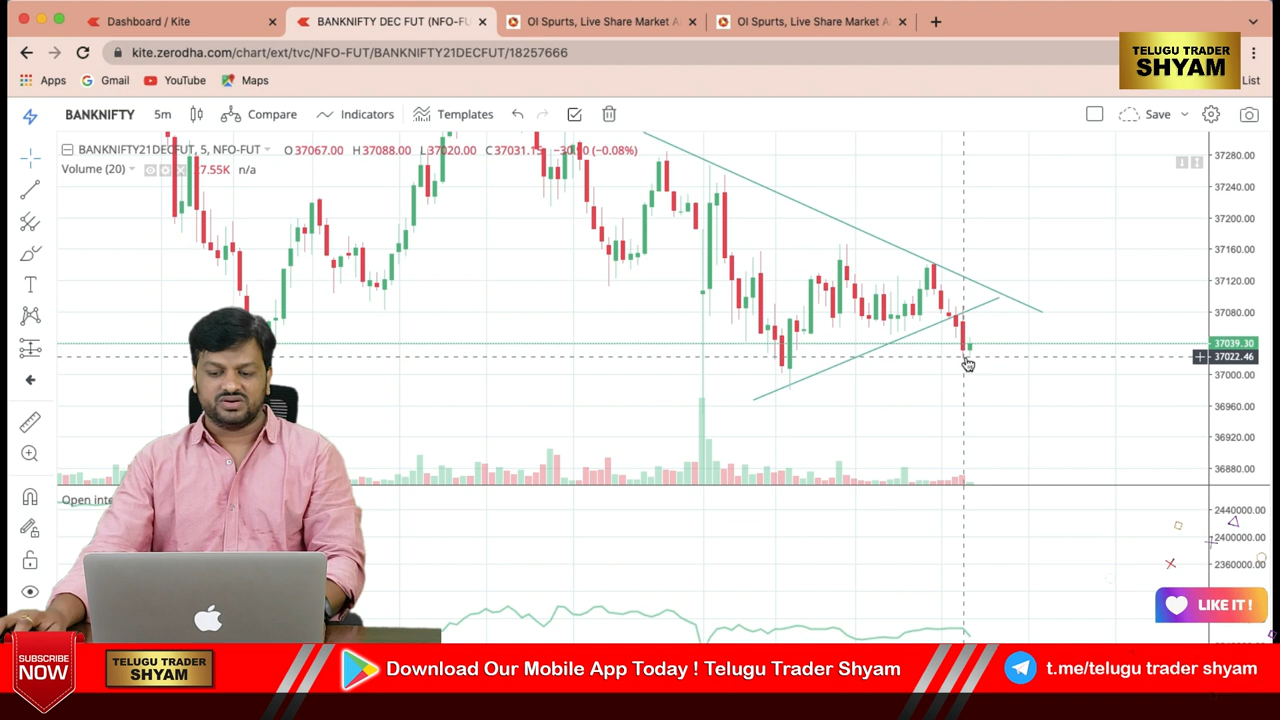 Dashboard / Kite
BANKNIFTY DEC FUT (NFO-FU
OI Spurts, Live Share Market A
OI Spurts, Live Share Market A
kite.zerodha.com/chart/ext/tvc/NFO-FUT/BANKNIFTY21DECFUT/18257666
TELUGU TRADER
SHYAM
Apps
Gmail
YouTube
Maps
List
BANKNIFTY
5m
Compare
Indicators
Templates
Save
BANKNIFTY21DECFUT, 5, NFO-FUT
O37067.00 H37088.00 L37020.00 C37031.15 (−0.08%)
Volume (20)
n/a
37280.00
37240.00
37200.00
37160.00
37120.00
37080.00
37039.30
37022.46
37000.00
36960.00
36920.00
36880.00
Open inte
2440000.00
2400000.00
2360000.00
LIKE IT !
SUBSCRIBE
NOW
TELUGU TRADER
SHYAM
Download Our Mobile App Today ! Telugu Trader Shyam
t.me/telugu trader shyam